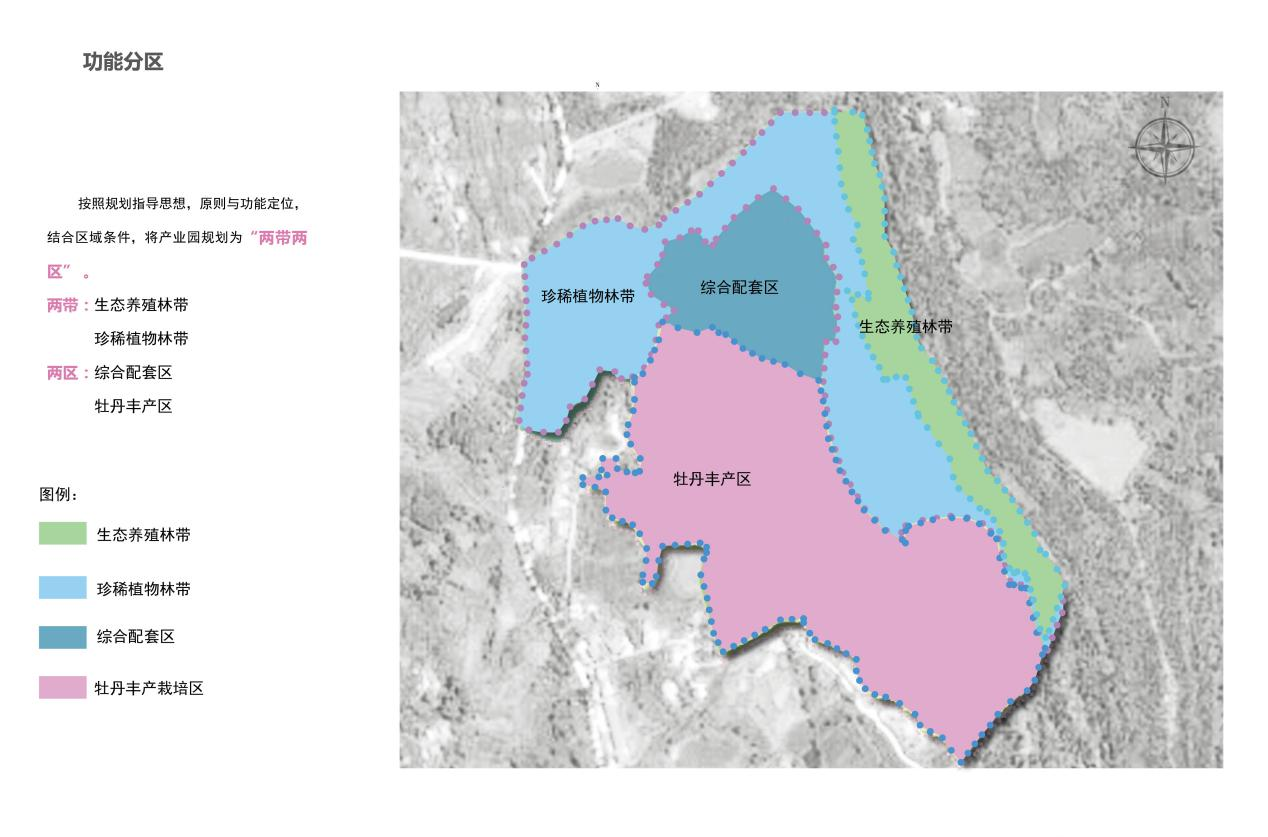 功能分区
N
按照规划指导思想，原则与功能定位，
结合区域条件，将产业园规划为“两带两
区” 。
两带：生态养殖林带
珍稀植物林带
两区：综合配套区
牡丹丰产区
图例：
生态养殖林带
珍稀植物林带
综合配套区
牡丹丰产栽培区
N
珍稀植物林带
综合配套区
生态养殖林带
牡丹丰产区